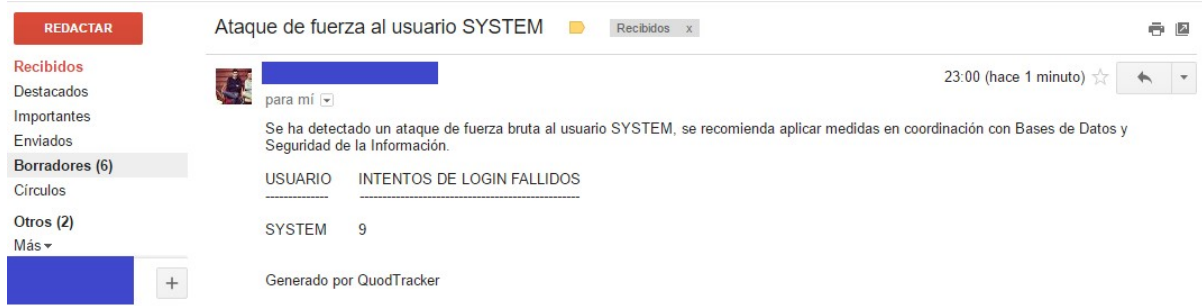 REDACTAR
Recibidos
Destacados
Importantes
Enviados
Borradores (6)
Círculos
Otros (2)
Más
+
Ataque de fuerza al usuario SYSTEM
Recibidos x
23:00 (hace 1 minuto)
para mí
Se ha detectado un ataque de fuerza bruta al usuario SYSTEM, se recomienda aplicar medidas en coordinación con Bases de Datos y
Seguridad de la Información.
USUARIO INTENTOS DE LOGIN FALLIDOS
-------------- -------------------------------------------------
SYSTEM 9
Generado por QuodTracker